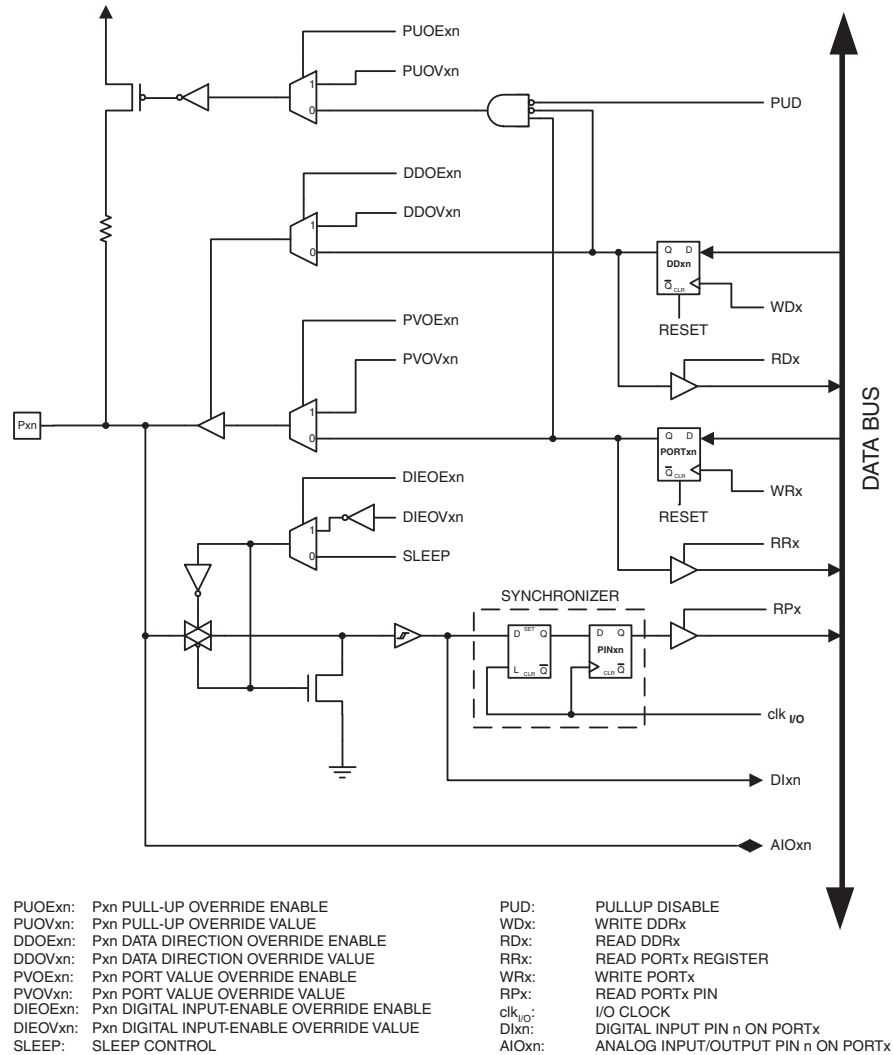 PUOExn
PUOVxn
1
0
PUD
DDOExn
DDOVxn
1
0
Q D
DDxn
Q CLR
WDx
RESET
PVOExn
RDx
PVOVxn
1
0
Pxn
Q D
PORTxn
Q CLR
WRx
RESET
DIEOExn
DIEOVxn
1
0
SLEEP
RRx
SYNCHRONIZER
RPx
D SET Q
L CLR Q
D Q
PINxn
CLR Q
clk I/O
DIxn
AIOxn
DATA BUS
PUOExn: Pxn PULL-UP OVERRIDE ENABLE
PUOVxn: Pxn PULL-UP OVERRIDE VALUE
DDOExn: Pxn DATA DIRECTION OVERRIDE ENABLE
DDOVxn: Pxn DATA DIRECTION OVERRIDE VALUE
PVOExn: Pxn PORT VALUE OVERRIDE ENABLE
PVOVxn: Pxn PORT VALUE OVERRIDE VALUE
DIEOExn: Pxn DIGITAL INPUT-ENABLE OVERRIDE ENABLE
DIEOVxn: Pxn DIGITAL INPUT-ENABLE OVERRIDE VALUE
SLEEP: SLEEP CONTROL
PUD: PULLUP DISABLE
WDx: WRITE DDRx
RDx: READ DDRx
RRx: READ PORTx REGISTER
WRx: WRITE PORTx
RPx: READ PORTx PIN
clk I/O: I/O CLOCK
DIxn: DIGITAL INPUT PIN n ON PORTx
AIOxn: ANALOG INPUT/OUTPUT PIN n ON PORTx